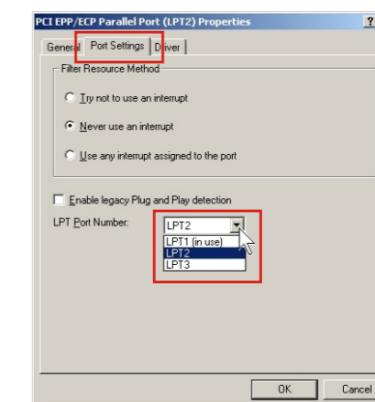 PCI EPP/ECP Parallel Port (LPT2) Properties ?
General Port Settings Driver
Filter Resource Method
Try not to use an interrupt
Never use an interrupt
Use any interrupt assigned to the port
Enable legacy Plug and Play detection
LPT Port Number: LPT2
LPT1 (in use)
LPT2
LPT3
OK Cancel